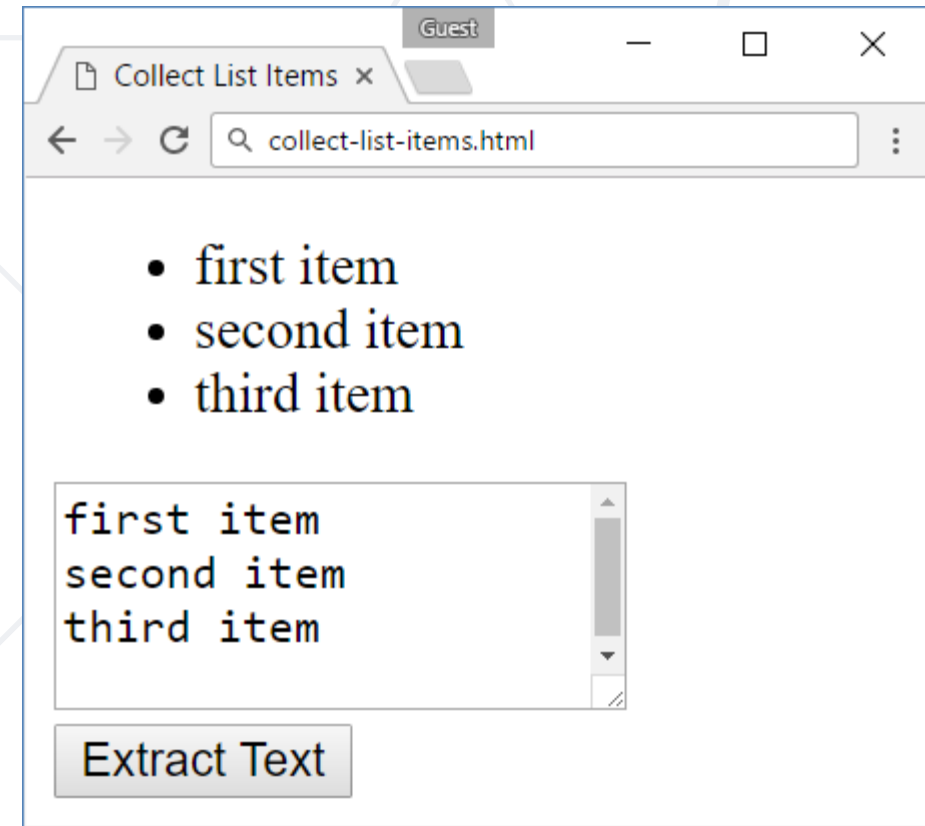 Guest
Collect List Items
collect-list-items.html
first item
second item
third item
first item
second item
third item
Extract Text